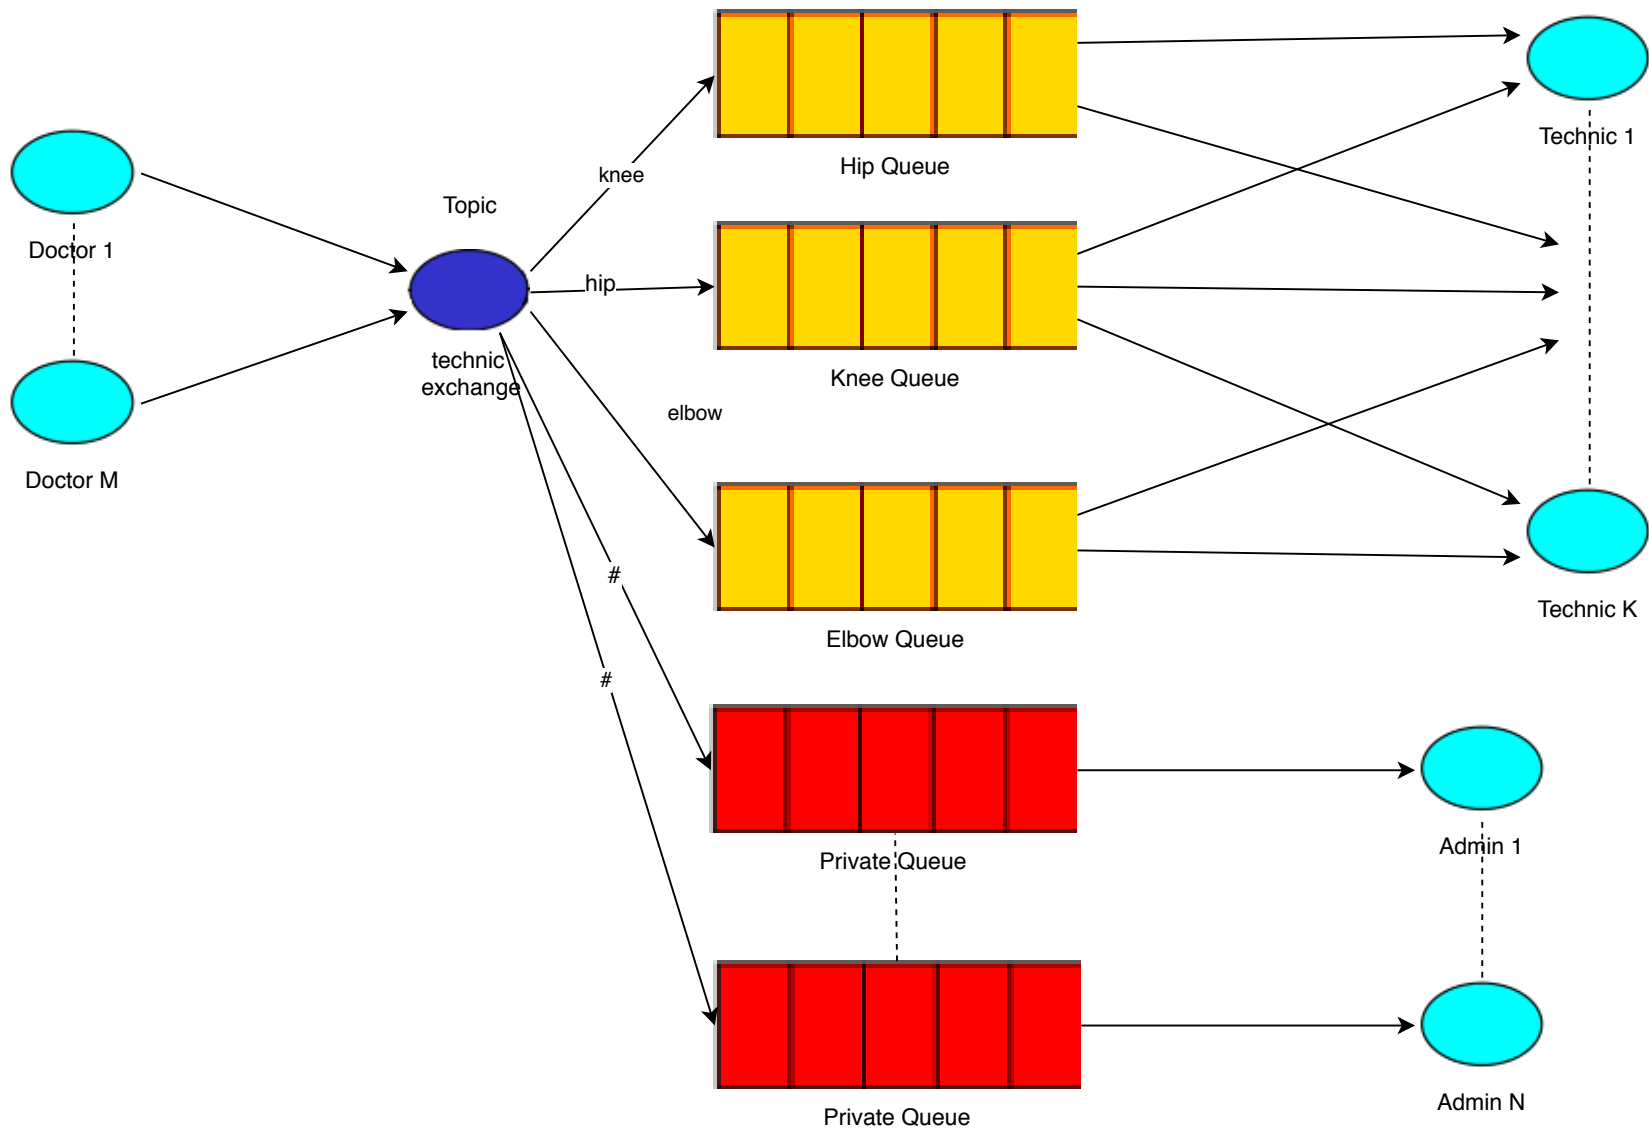 Technic 1
Hip Queue
knee
Topic
Doctor 1
hip
technic
exchange
Knee Queue
elbow
Doctor M
#
Technic K
Elbow Queue
#
Admin 1
Private Queue
Admin N
Private Queue